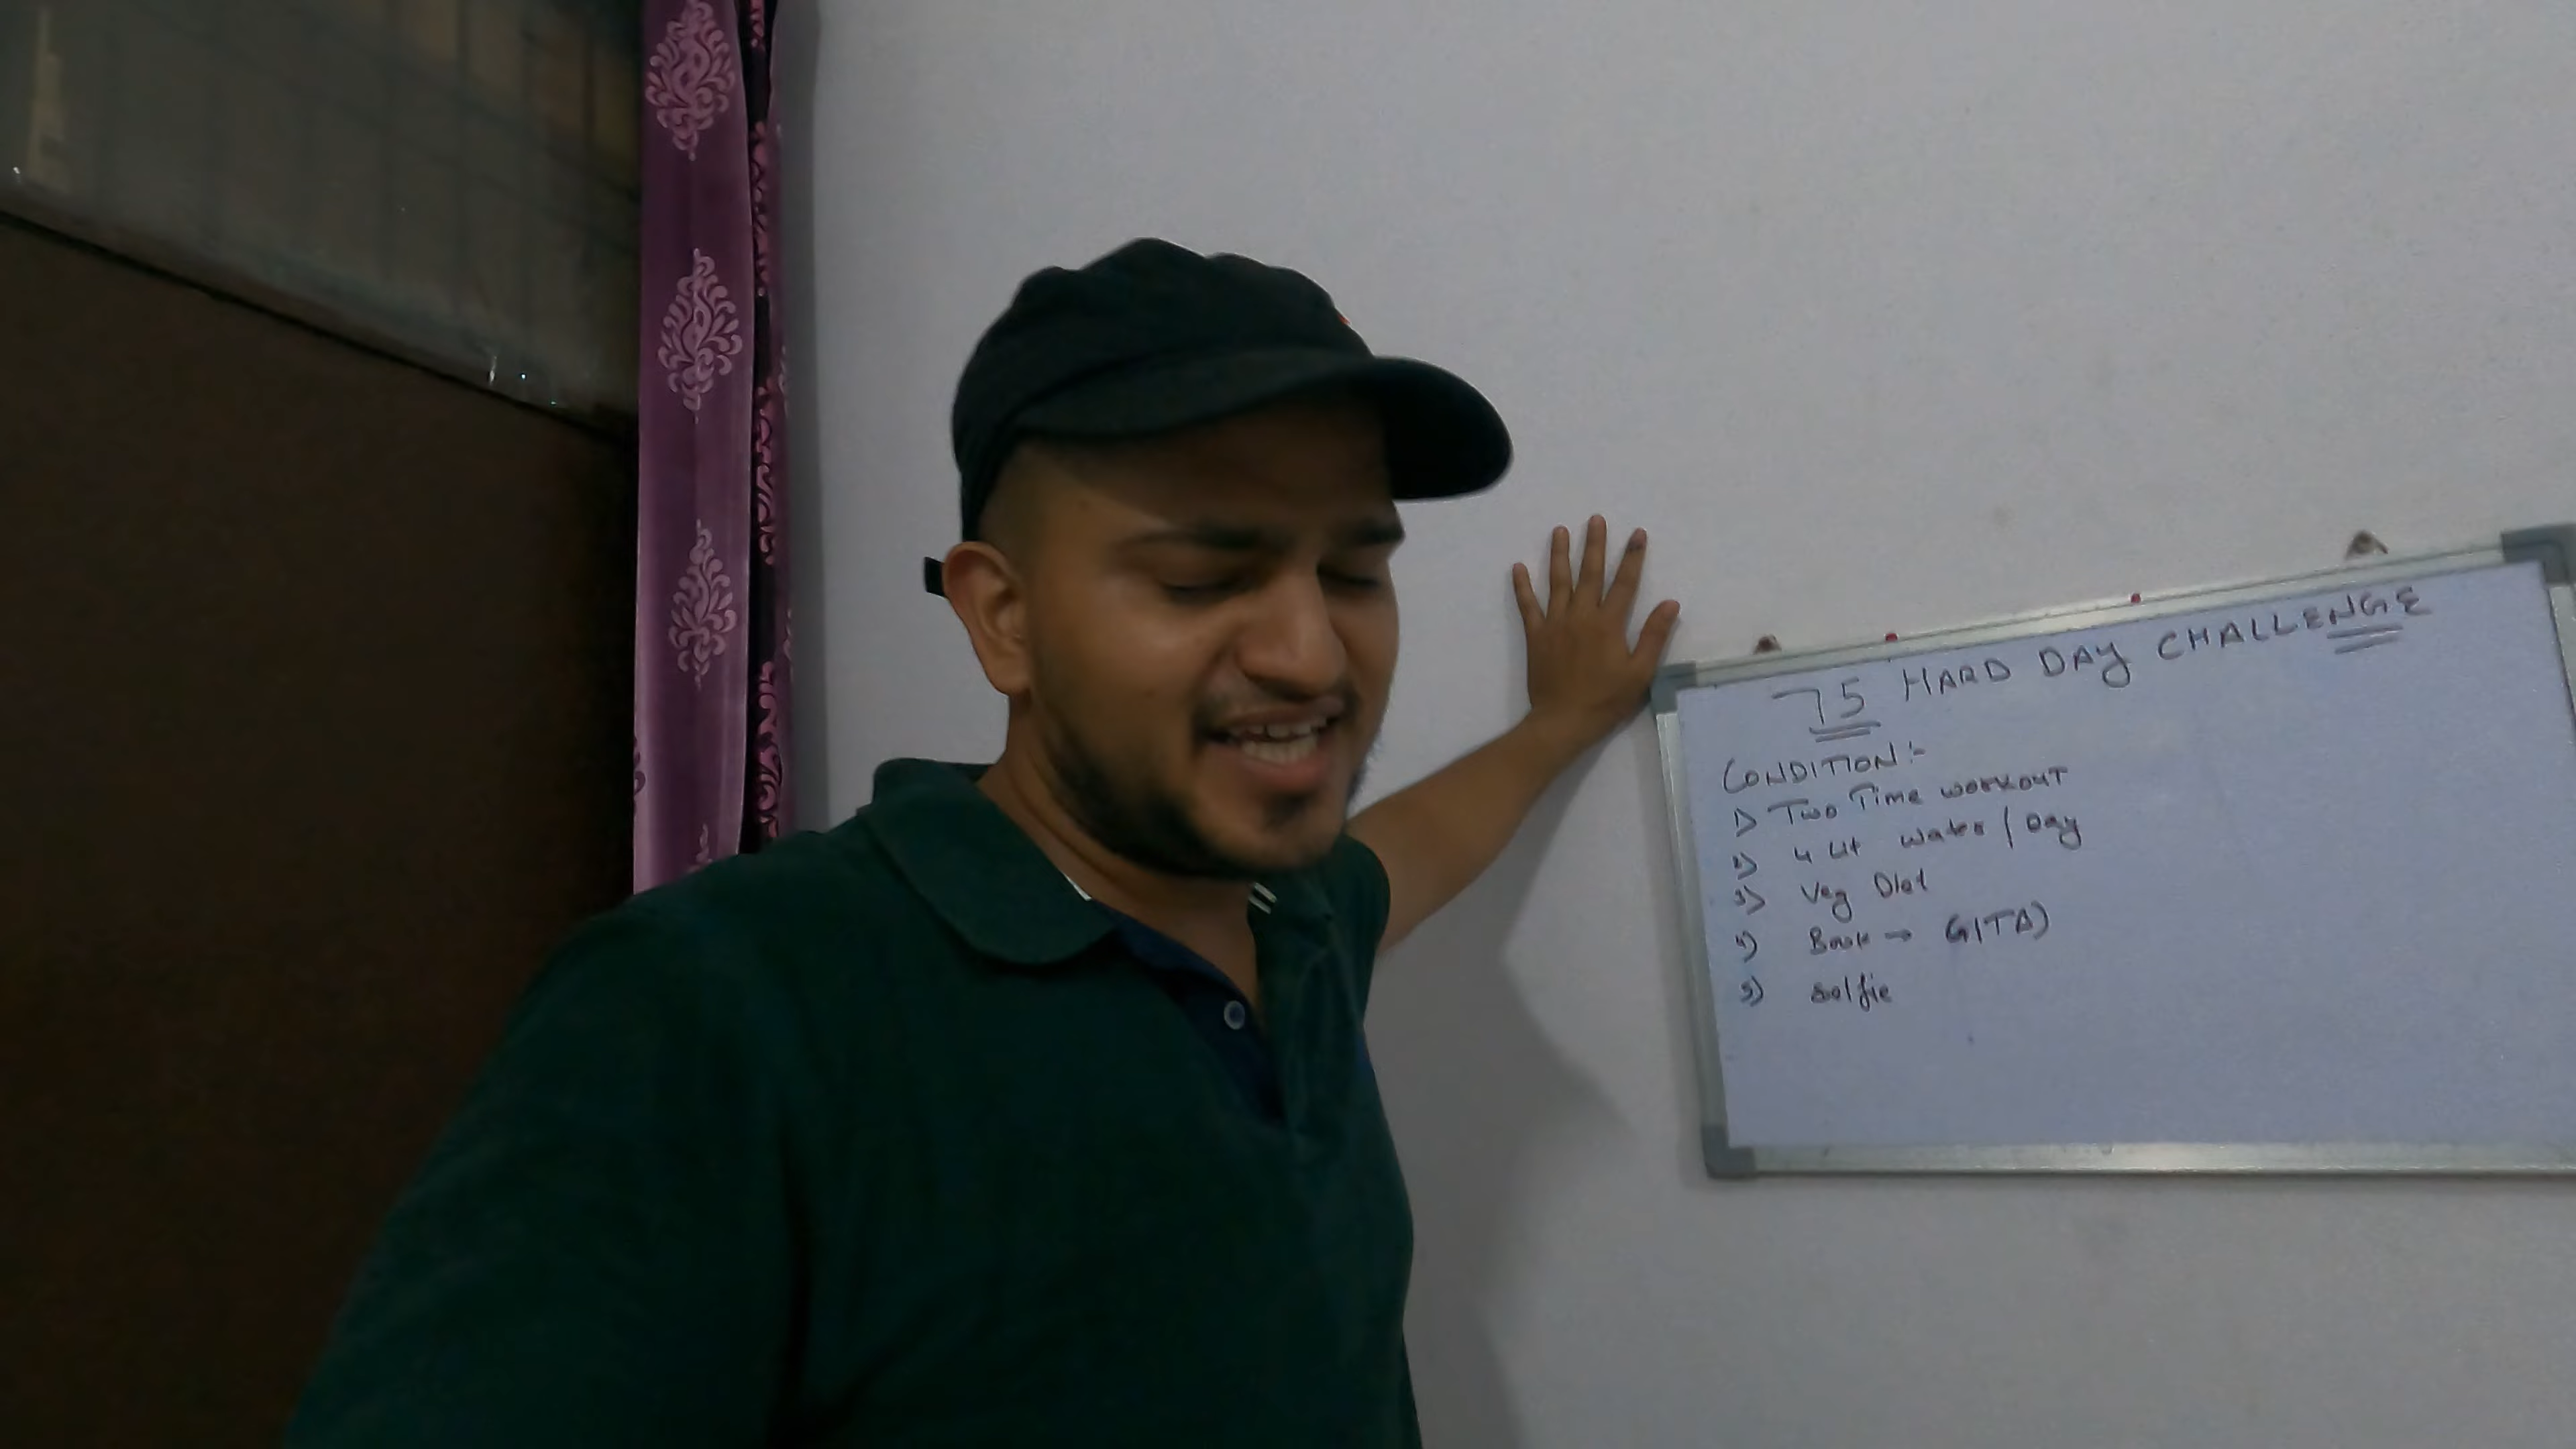 75 HARD DAY CHALLENGE
CONDITION:-
1) Two Time workout
2) 4 Lit water / Day
3) Veg Diet
4) Book → GITA)
5) Selfie